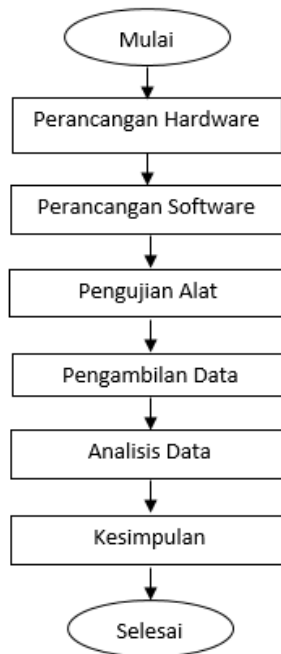 Mulai
Perancangan Hardware
Perancangan Software
Pengujian Alat
Pengambilan Data
Analisis Data
Kesimpulan
Selesai